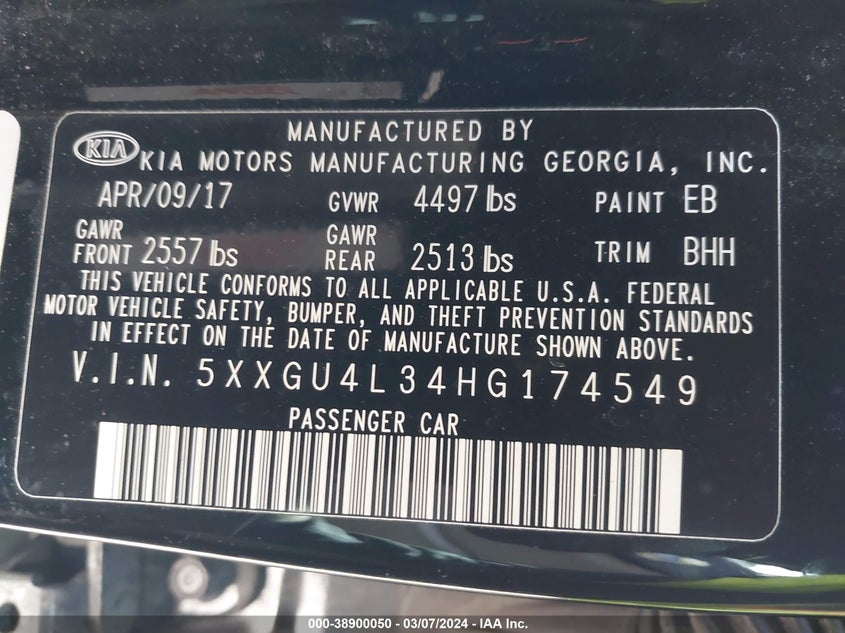 MANUFACTURED BY
KIA KIA MOTORS MANUFACTURING GEORGIA, INC.
APR/09/17 GVWR 4497 lbs PAINT EB
GAWR FRONT 2557 lbs GAWR REAR 2513 lbs TRIM BHH
THIS VEHICLE CONFORMS TO ALL APPLICABLE U.S.A. FEDERAL
MOTOR VEHICLE SAFETY, BUMPER, AND THEFT PREVENTION STANDARDS
IN EFFECT ON THE DATE OF MANUFACTURE SHOWN ABOVE.
V.I.N. 5XXGU4L34HG174549
PASSENGER CAR
000-38900050 - 03/07/2024 - IAA Inc.